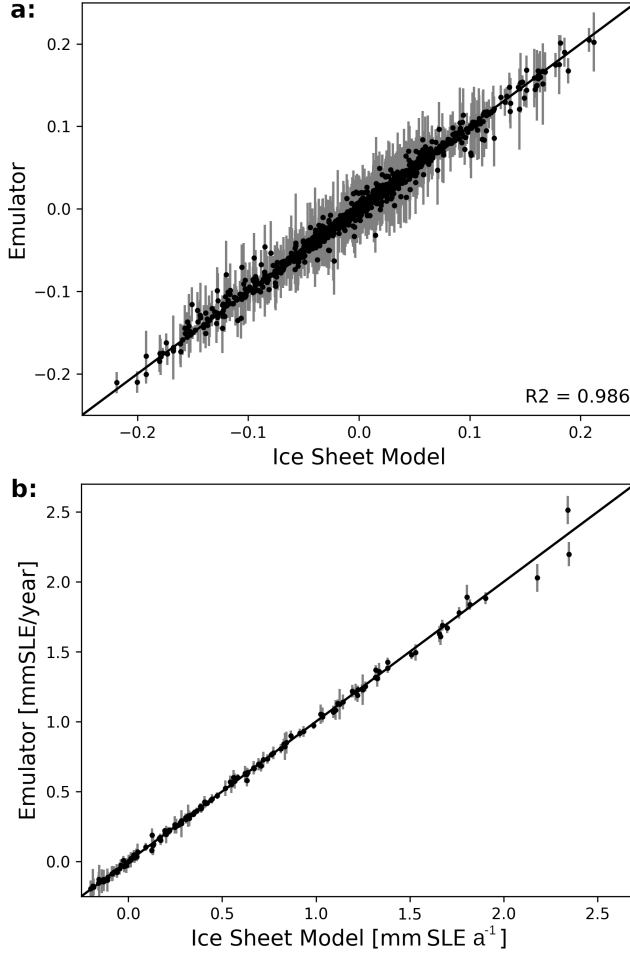 a:
0.2
0.1
0.0
−0.1
−0.2
Emulator
R2 = 0.986
−0.2 −0.1 0.0 0.1 0.2
Ice Sheet Model
b:
2.5
2.0
1.5
1.0
0.5
0.0
Emulator [mmSLE/year]
0.0 0.5 1.0 1.5 2.0 2.5
Ice Sheet Model [mm SLE a⁻¹]